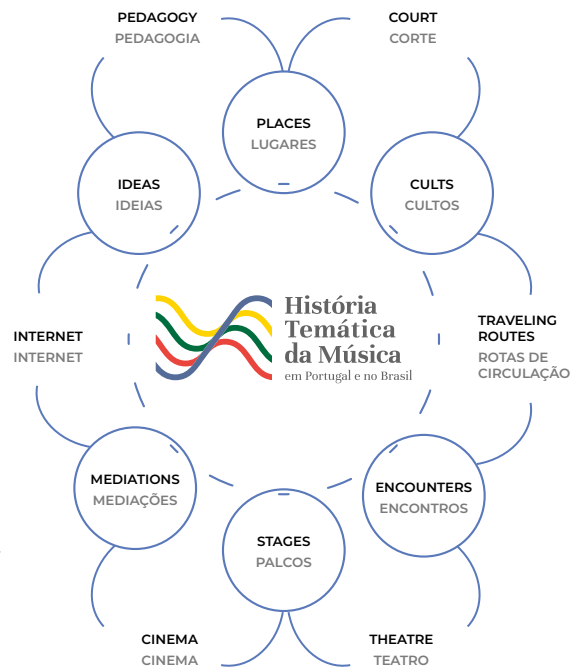 PEDAGOGY
PEDAGOGIA
COURT
CORTE
PLACES
LUGARES
IDEAS
IDEIAS
CULTS
CULTOS
INTERNET
INTERNET
História
Temática
da Música
em Portugal e no Brasil
TRAVELING
ROUTES
ROTAS DE
CIRCULAÇÃO
MEDIATIONS
MEDIAÇÕES
ENCOUNTERS
ENCONTROS
STAGES
PALCOS
CINEMA
CINEMA
THEATRE
TEATRO